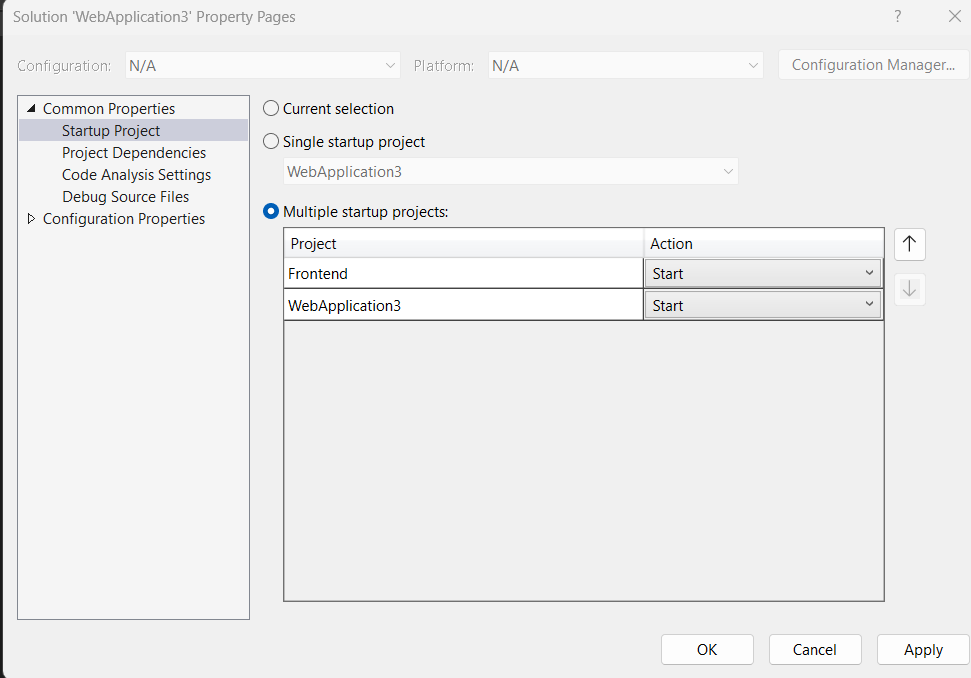 Solution 'WebApplication3' Property Pages ?
Configuration: N/A Platform: N/A Configuration Manager...
Common Properties
Startup Project
Project Dependencies
Code Analysis Settings
Debug Source Files
Configuration Properties
Current selection
Single startup project
WebApplication3
Multiple startup projects:
Project Action
Frontend Start
WebApplication3 Start
OK Cancel Apply